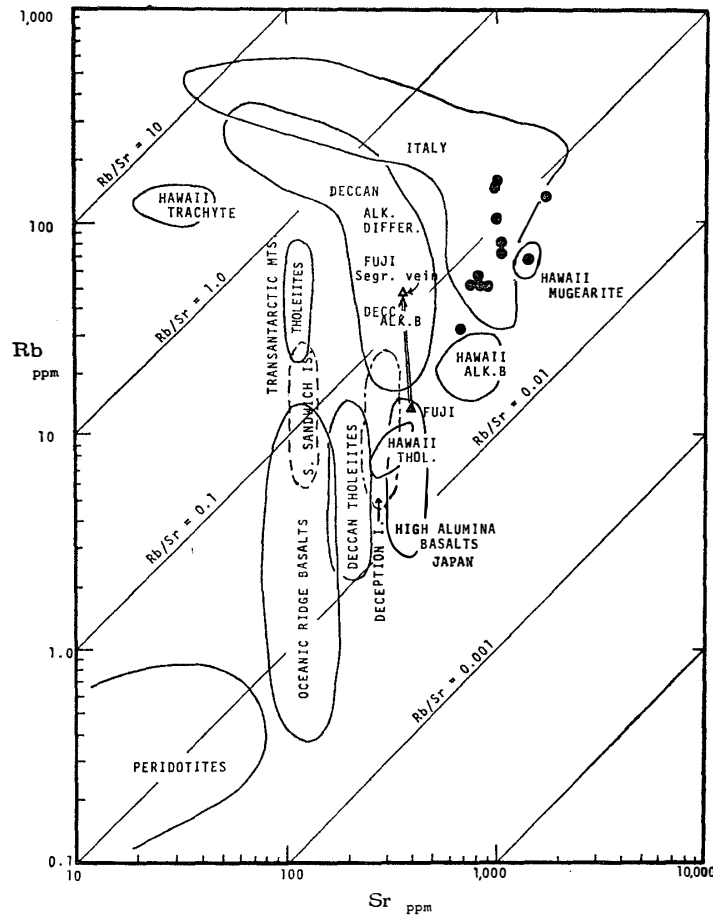 1,000
ITALY
Rb/Sr = 10
DECCAN
HAWAII
TRACHYTE
ALK.
DIFFER.
100
FUJI
Segr. vein
HAWAII
MUGEARITE
TRANSANTARCTIC MTS.
THOLEIITES
Rb/Sr = 1.0
DECC.
ALK.B
Rb
ppm
HAWAII
ALK.B
S. SANDWICH IS.
FUJI
Rb/Sr = 0.01
10
HAWAII
THOL.
Rb/Sr = 0.1
OCEANIC RIDGE BASALTS
DECCAN THOLEIITES
DECEPTION I.
HIGH ALUMINA
BASALTS
JAPAN
1.0
Rb/Sr = 0.001
PERIDOTITES
0.1
10
100
1,000
10,000
Sr ppm